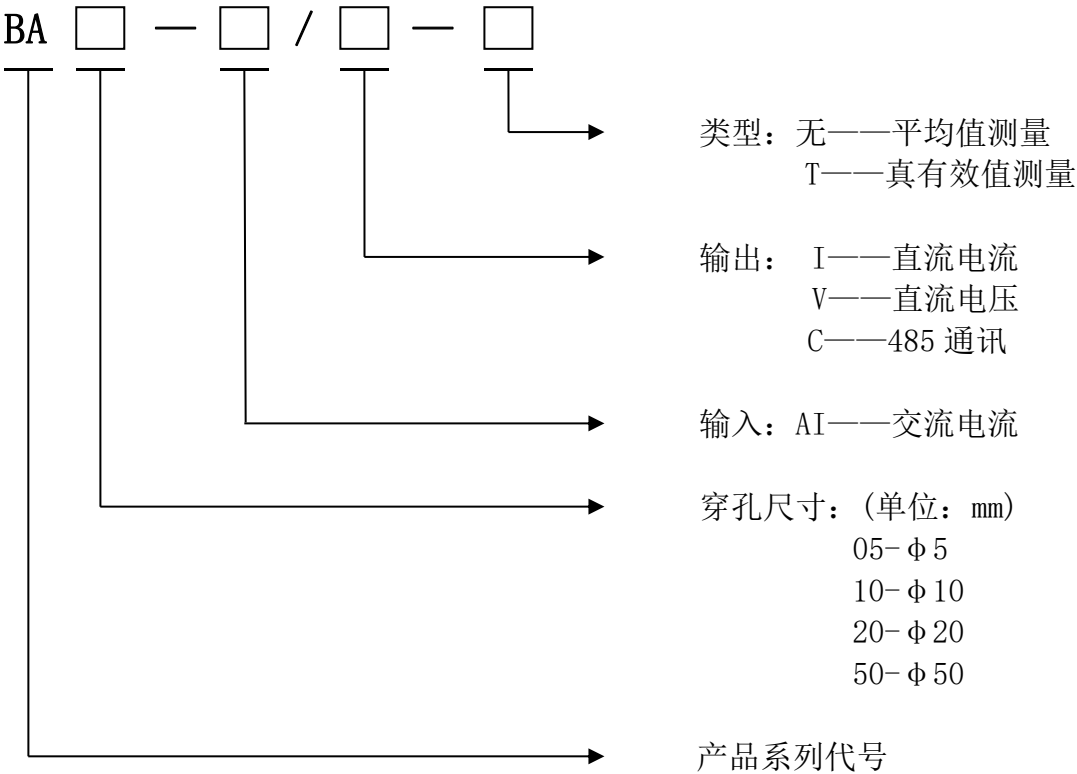 BA □ — □ / □ — □
类型：无——平均值测量
T——真有效值测量
输出： I——直流电流
V——直流电压
C——485 通讯
输入：AI——交流电流
穿孔尺寸：(单位：mm)
05-φ5
10-φ10
20-φ20
50-φ50
产品系列代号